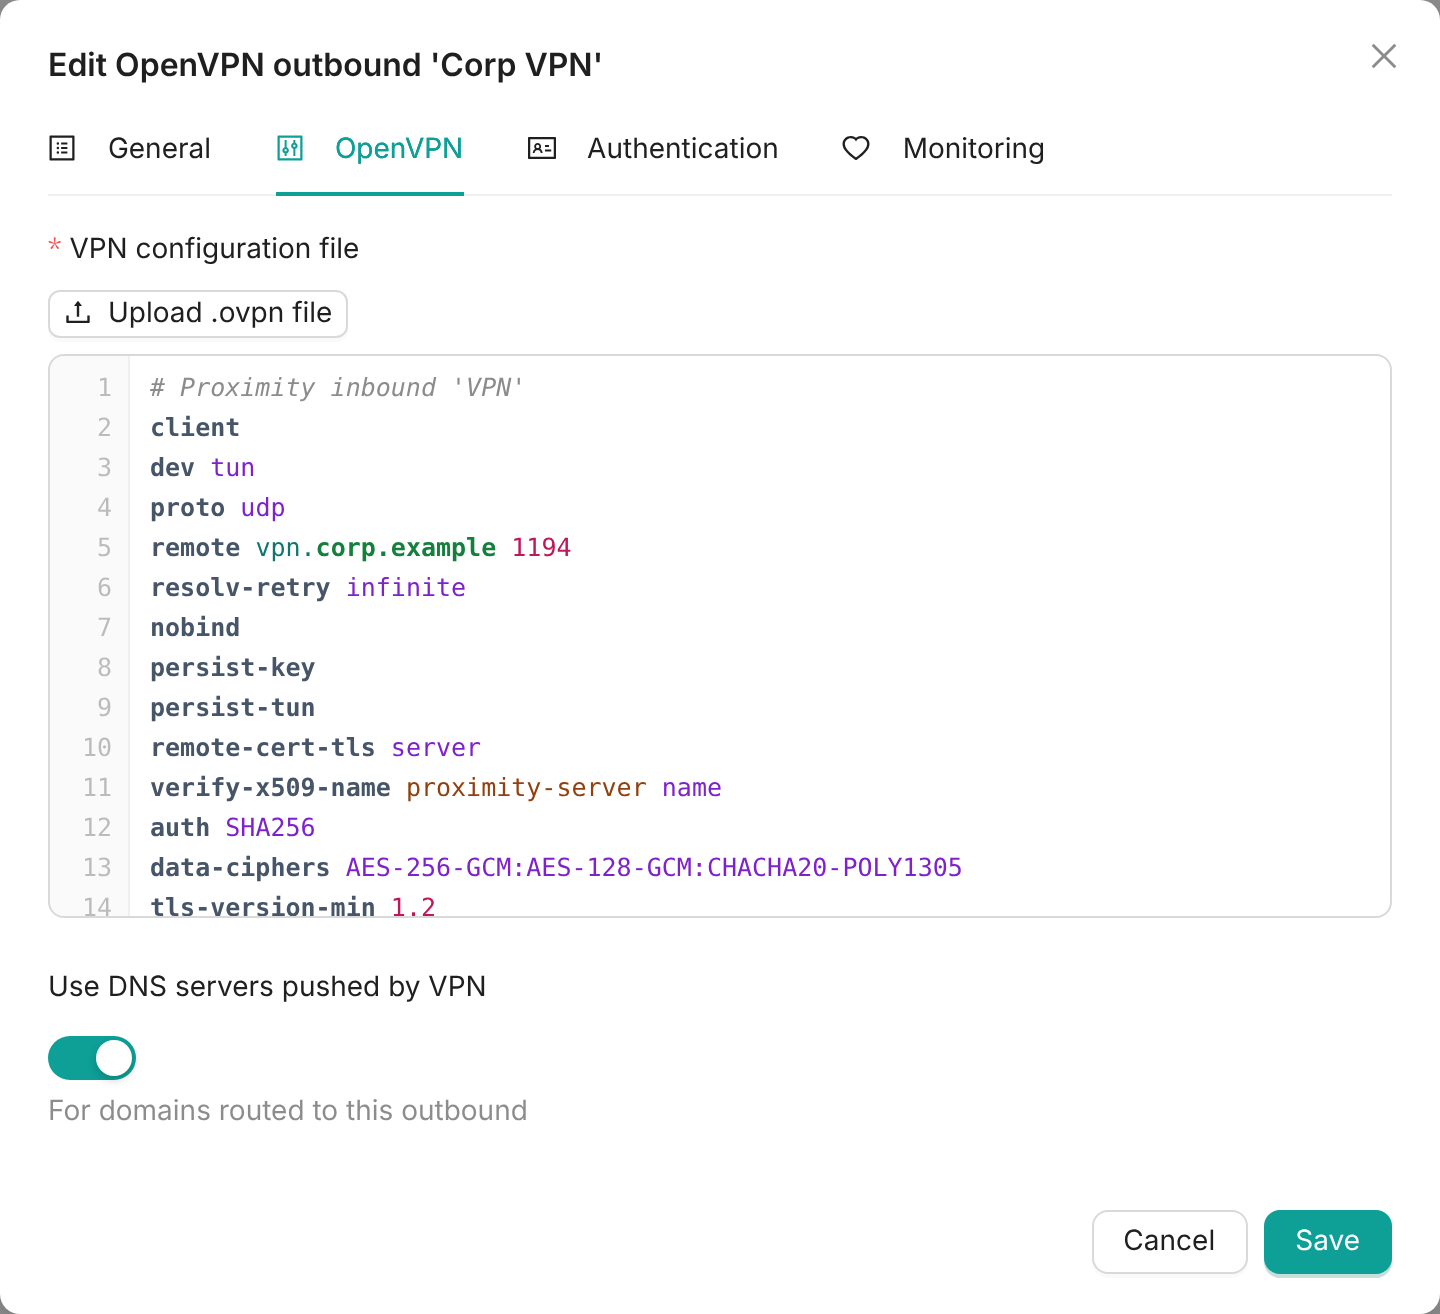 Edit OpenVPN outbound 'Corp VPN'
General OpenVPN Authentication Monitoring
* VPN configuration file
Upload .ovpn file
1 # Proximity inbound 'VPN'
2 client
3 dev tun
4 proto udp
5 remote vpn.corp.example 1194
6 resolv-retry infinite
7 nobind
8 persist-key
9 persist-tun
10 remote-cert-tls server
11 verify-x509-name proximity-server name
12 auth SHA256
13 data-ciphers AES-256-GCM:AES-128-GCM:CHACHA20-POLY1305
14 tls-version-min 1.2
Use DNS servers pushed by VPN
For domains routed to this outbound
Cancel Save